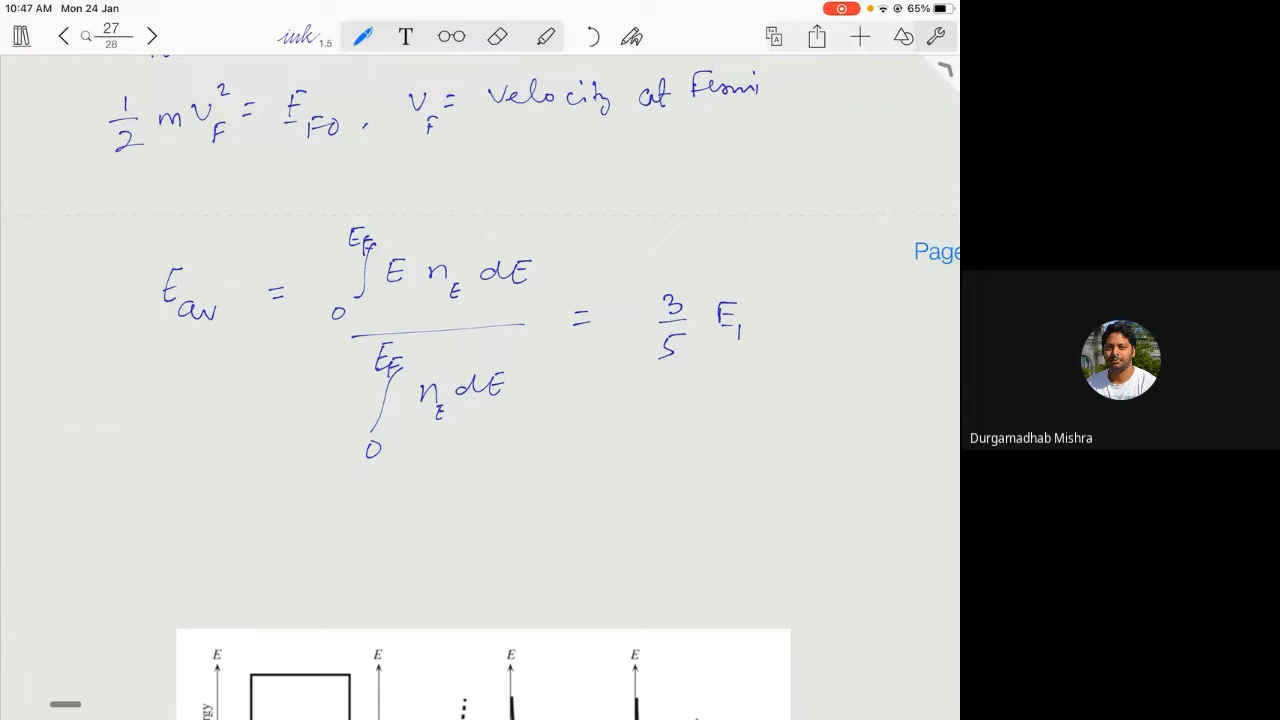 10:47 AM Mon 24 Jan
65%
27
28
ink 1.5
T
1/2 m v_F^2 = E_F0, v_F = velocity at Fermi
Page
E_av = ∫_0^E_F E n_E dE / ∫_0^E_F n_E dE = 3/5 E_1
E E E E
Durgamadhab Mishra